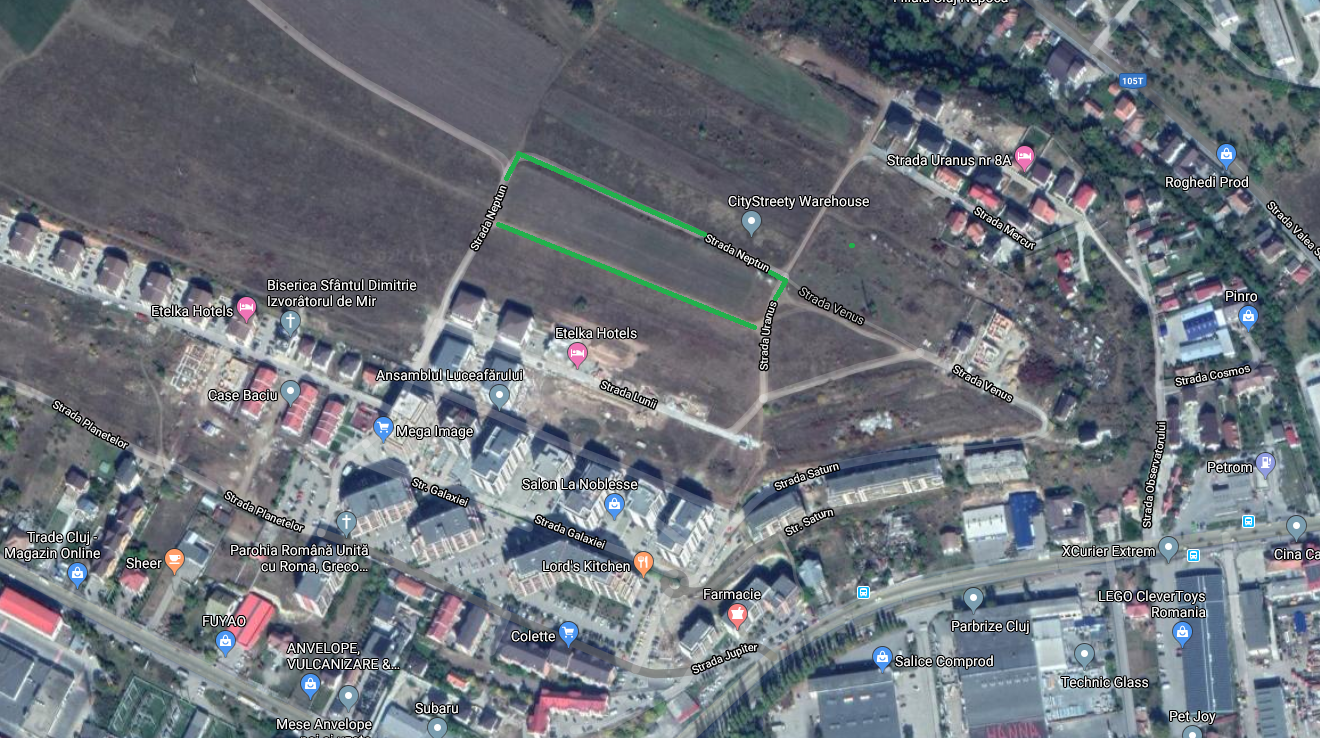 Filiala Cluj Napoca
105T
Strada Uranus nr 8A
Roghedi Prod
CityStreety Warehouse
Strada Neptun
Strada Mercur
Strada Valea S
Strada Neptun
Biserica Sfântul Dimitrie
Izvorâtorul de Mir
Etelka Hotels
Strada Venus
Pinro
Etelka Hotels
Strada Uranus
Ansamblul Luceafărului
Strada Cosmos
Case Baciu
Strada Lunii
Strada Venus
Strada Planetelor
Mega Image
Strada Observatorului
Petrom
Strada Saturn
Salon La Noblesse
Str. Galaxiei
Strada Planetelor
Str. Saturn
Strada Galaxiei
Trade Cluj -
Magazin Online
Sheer
Parohia Română Unită
cu Roma, Greco...
Lord's Kitchen
XCurier Extrem
Cina Ca
Farmacie
LEGO CleverToys
Romania
FUYAO
Colette
Parbrize Cluj
ANVELOPE,
VULCANIZARE &...
Strada Jupiter
Salice Comprod
Technic Glass
Subaru
Mese Anvelope
Pet Joy